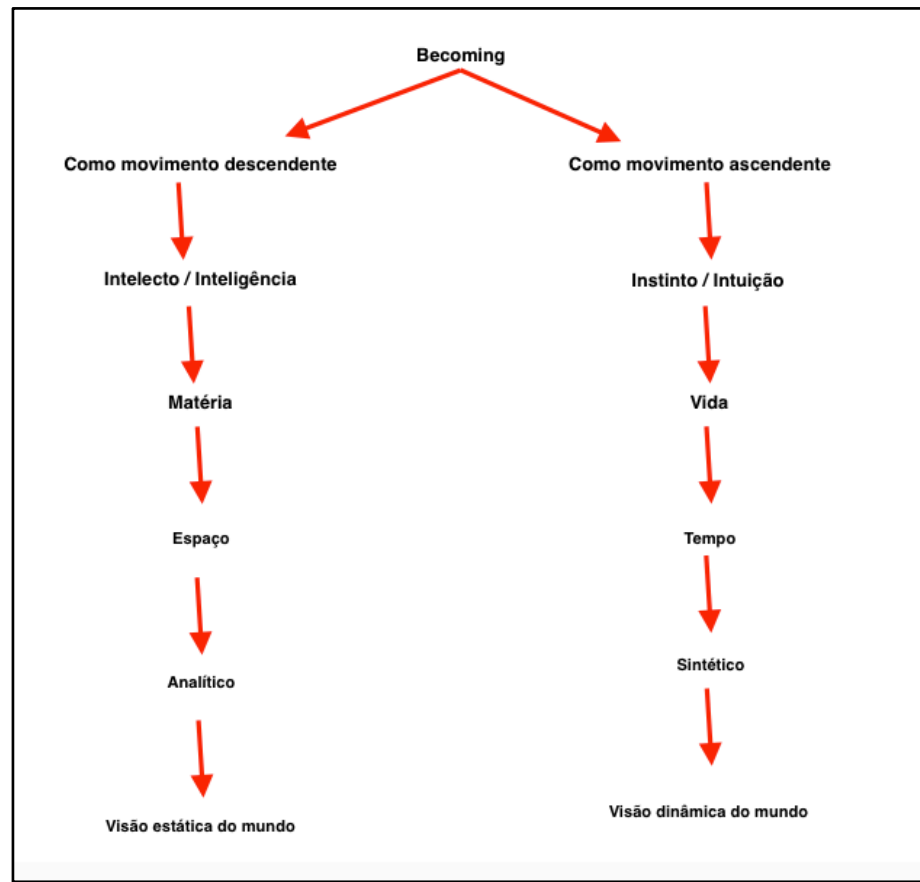 Becoming
Como movimento descendente
Como movimento ascendente
Intelecto / Inteligência
Instinto / Intuição
Matéria
Vida
Espaço
Tempo
Analítico
Sintético
Visão estática do mundo
Visão dinâmica do mundo